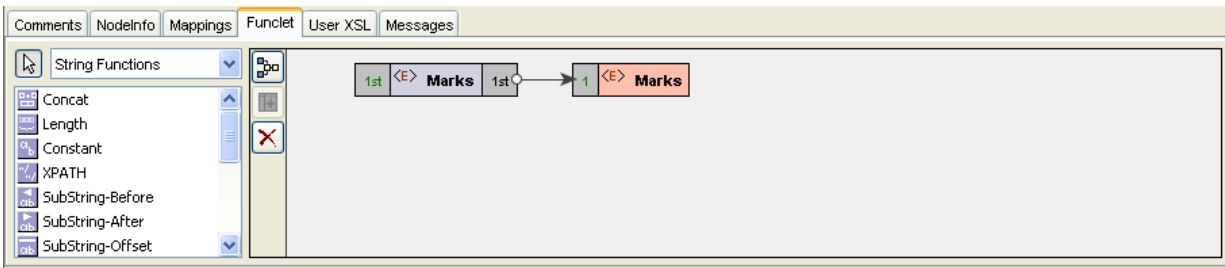 Comments NodeInfo Mappings Funclet User XSL Messages
String Functions
1st <E> Marks 1st 1 <E> Marks
Concat
Length
Constant
XPATH
SubString-Before
SubString-After
SubString-Offset